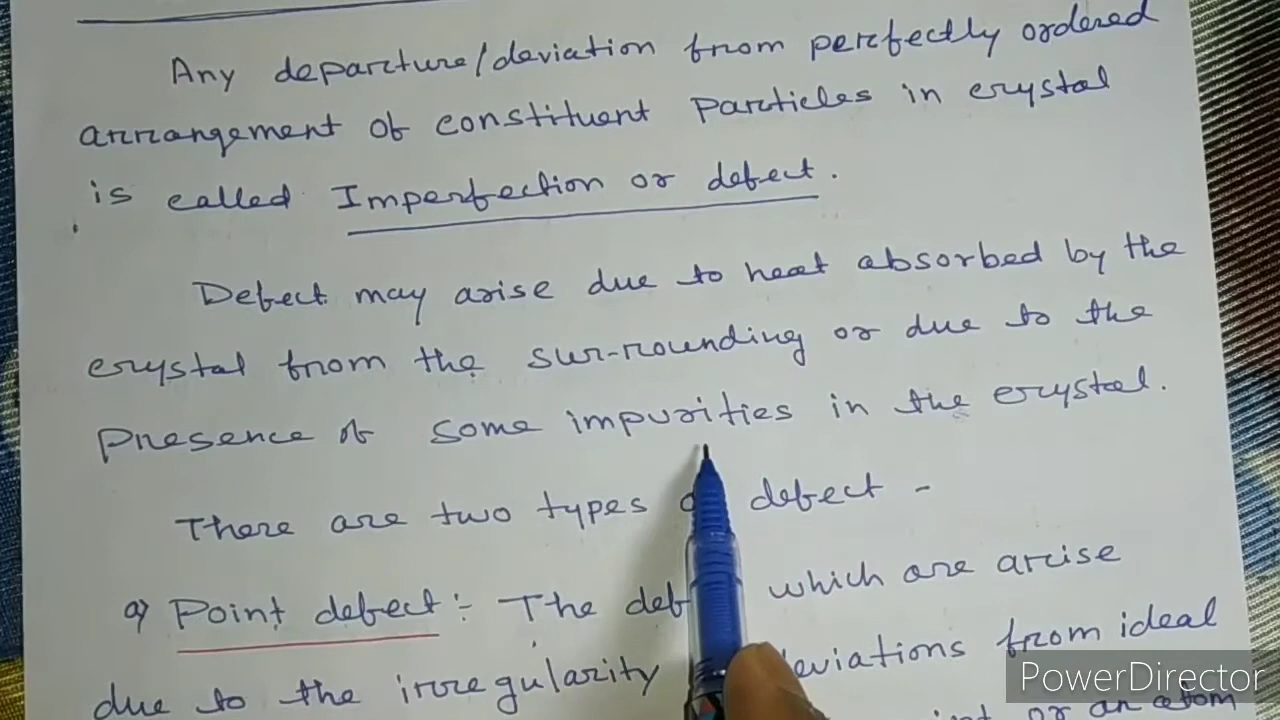 Any departure/deviation from perfectly ordered
arrangement of constituent Particles in crystal
is called Imperfection or defect.
Defect may arise due to heat absorbed by the
crystal from the sur-rounding or due to the
Presence of some impurities in the crystal.
There are two types defect -
a) Point defect :- The which are arise
due to the irregularity deviations from ideal
or an atom
PowerDirector